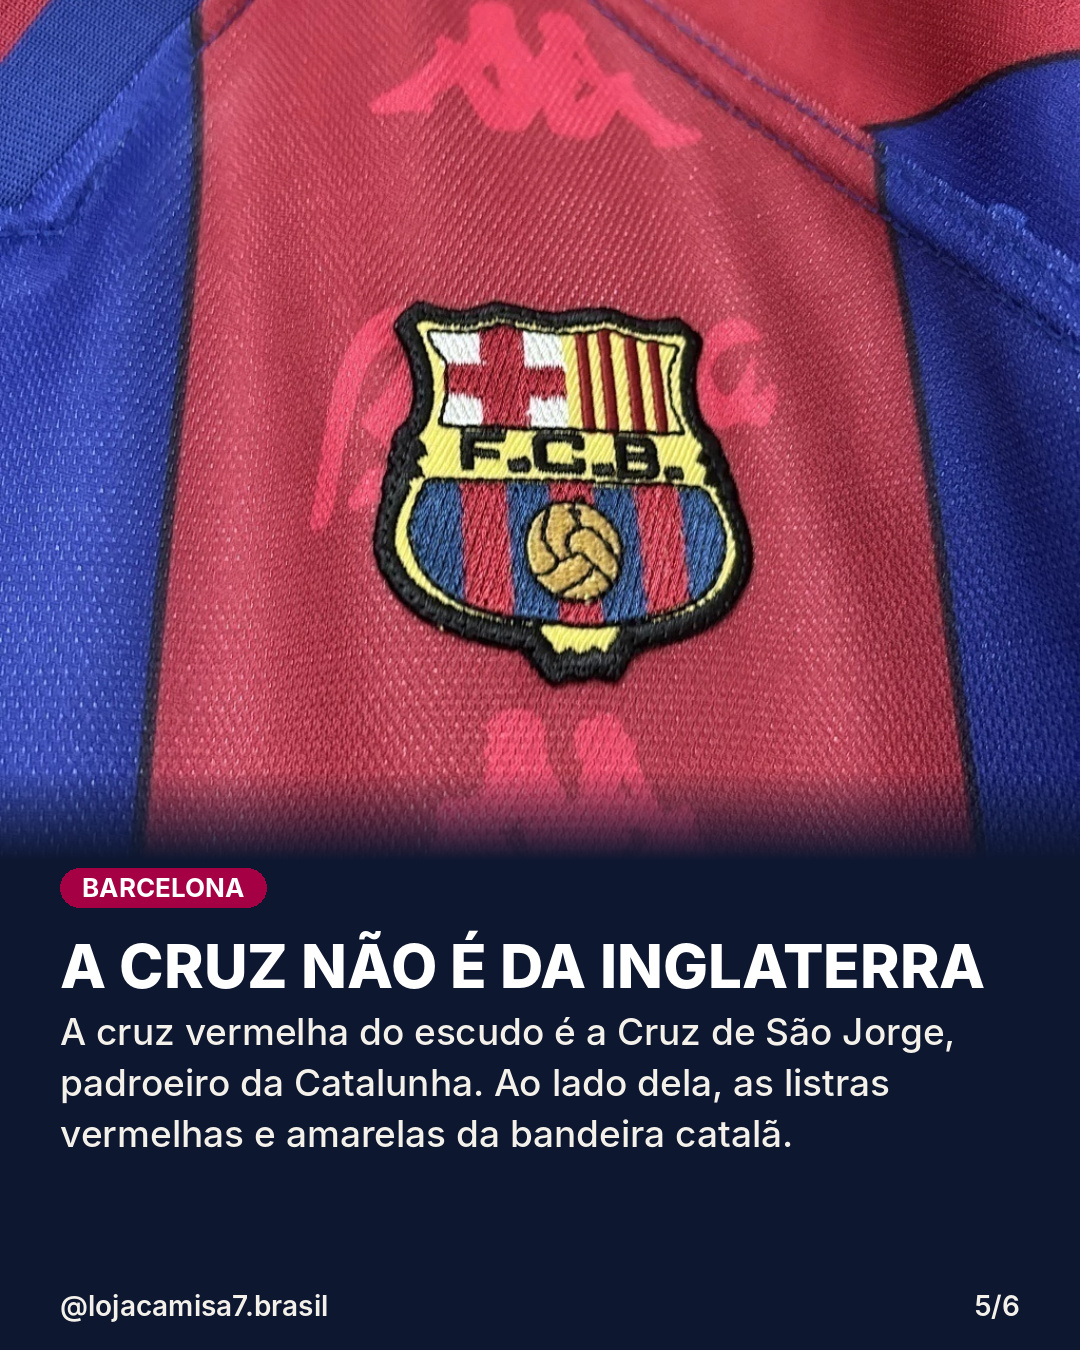 F.C.B.
BARCELONA
A CRUZ NÃO É DA INGLATERRA
A cruz vermelha do escudo é a Cruz de São Jorge,
padroeiro da Catalunha. Ao lado dela, as listras
vermelhas e amarelas da bandeira catalã.
@lojacamisa7.brasil
5/6